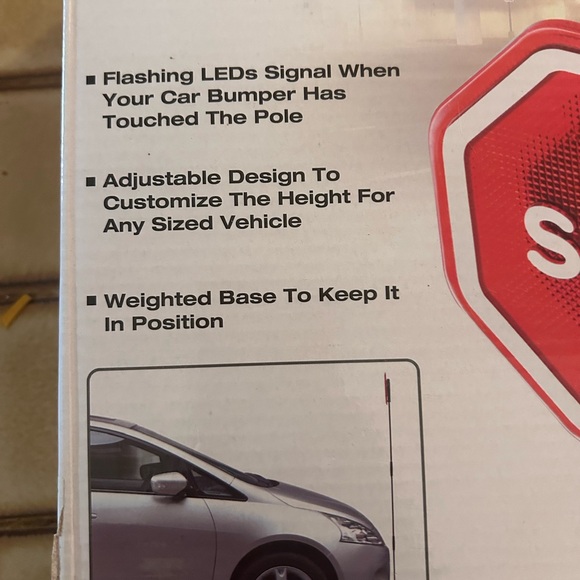 ▪ Flashing LEDs Signal When
Your Car Bumper Has
Touched The Pole
▪ Adjustable Design To
Customize The Height For
Any Sized Vehicle
▪ Weighted Base To Keep It
In Position
S